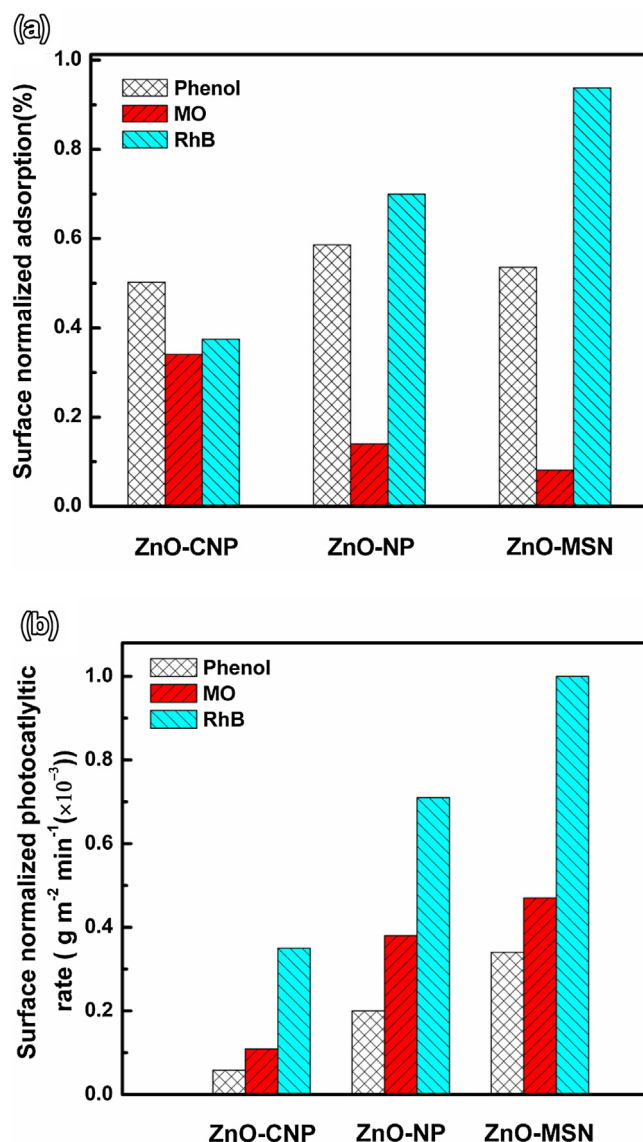 (a)
Surface normalized adsorption(%)
1.0
0.8
0.6
0.4
0.2
0.0
Phenol
MO
RhB
ZnO-CNP ZnO-NP ZnO-MSN
(b)
Surface normalized photocatlyltic
rate ( g m⁻² min⁻¹(×10⁻³))
1.0
0.8
0.6
0.4
0.2
0.0
Phenol
MO
RhB
ZnO-CNP ZnO-NP ZnO-MSN